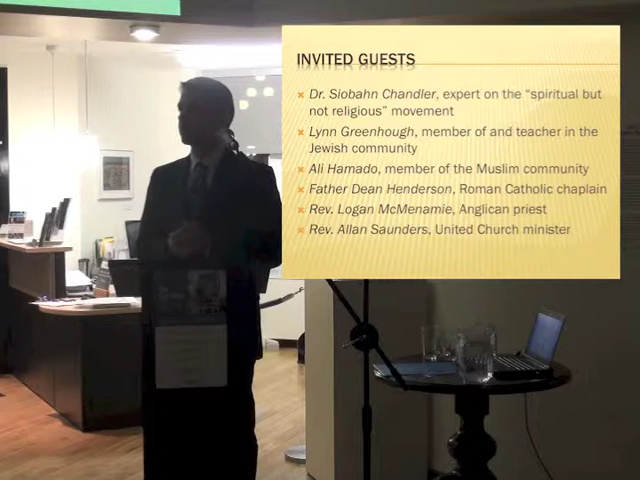 INVITED GUESTS
Dr. Siobahn Chandler, expert on the "spiritual but
not religious" movement
Lynn Greenhough, member of and teacher in the
Jewish community
Ali Hamado, member of the Muslim community
Father Dean Henderson, Roman Catholic chaplain
Rev. Logan McMenamie, Anglican priest
Rev. Allan Saunders, United Church minister